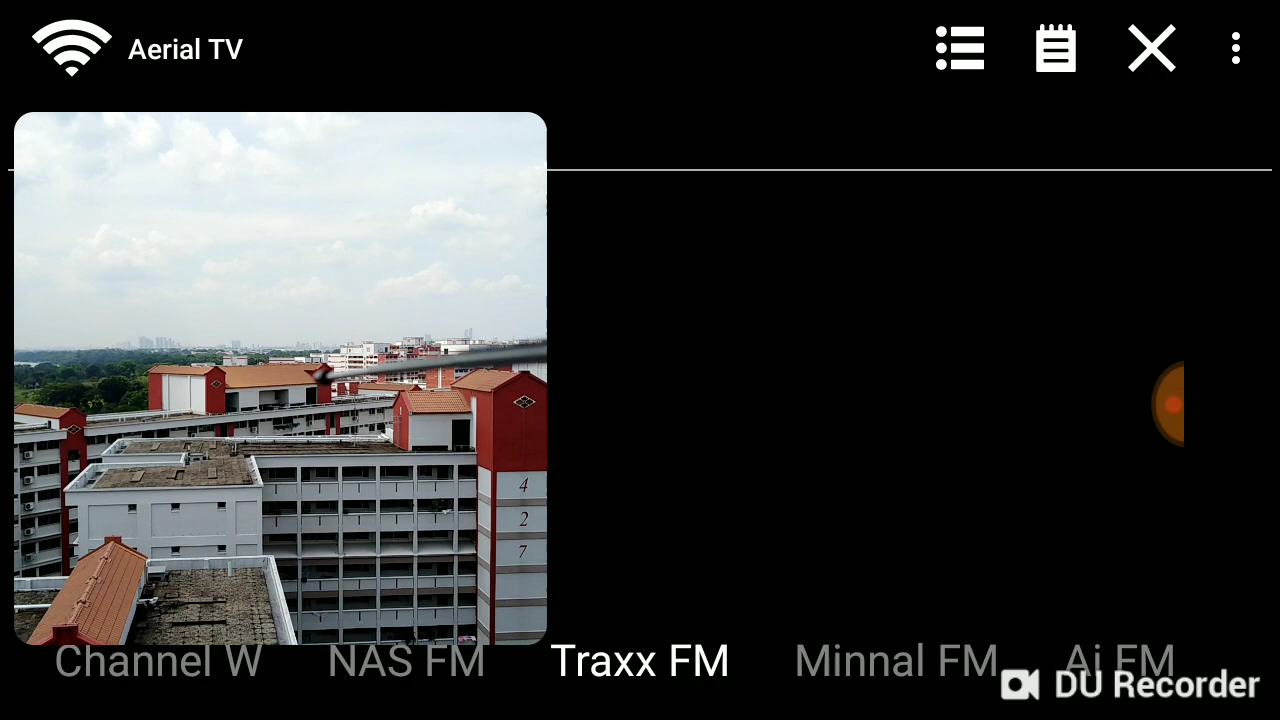 Aerial TV
4
2
7
Channel W NAS FM Traxx FM Minnal FM Ai FM
DU Recorder